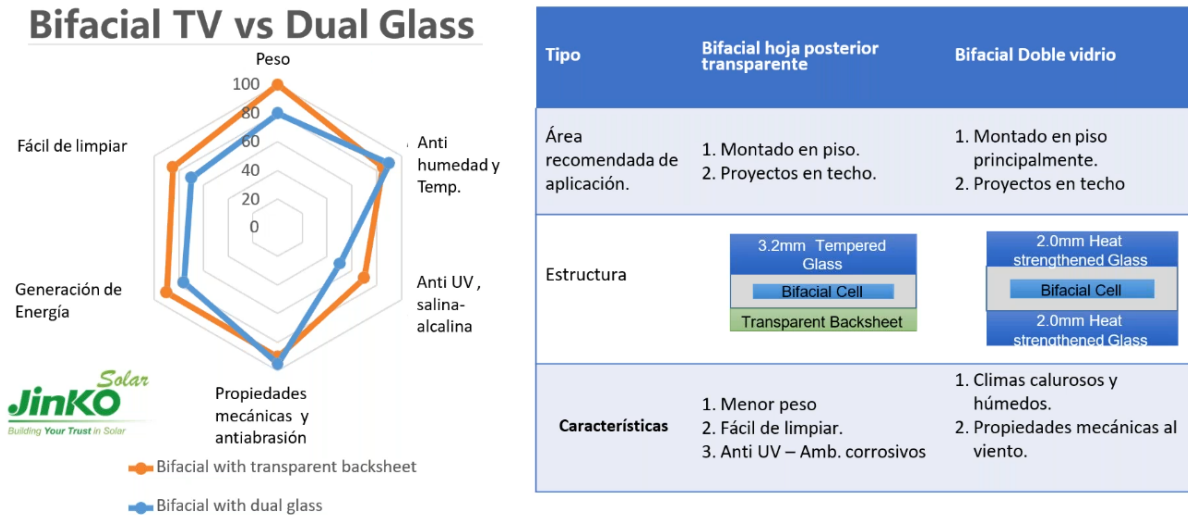 Bifacial TV vs Dual Glass
Peso
100
80
60
40
20
0
Anti
humedad y
Temp.
Anti UV ,
salina-
alcalina
Propiedades
mecánicas y
antiabrasión
Generación de
Energía
Fácil de limpiar
JinKO Solar
Building Your Trust in Solar
Bifacial with transparent backsheet
Bifacial with dual glass
Tipo
Bifacial hoja posterior
transparente
Bifacial Doble vidrio
Área
recomendada de
aplicación.
1. Montado en piso.
2. Proyectos en techo.
1. Montado en piso
principalmente.
2. Proyectos en techo
Estructura
3.2mm Tempered
Glass
Bifacial Cell
Transparent Backsheet
2.0mm Heat
strengthened Glass
Bifacial Cell
2.0mm Heat
strengthened Glass
Características
1. Menor peso
2. Fácil de limpiar.
3. Anti UV – Amb. corrosivos
1. Climas calurosos y
húmedos.
2. Propiedades mecánicas al
viento.